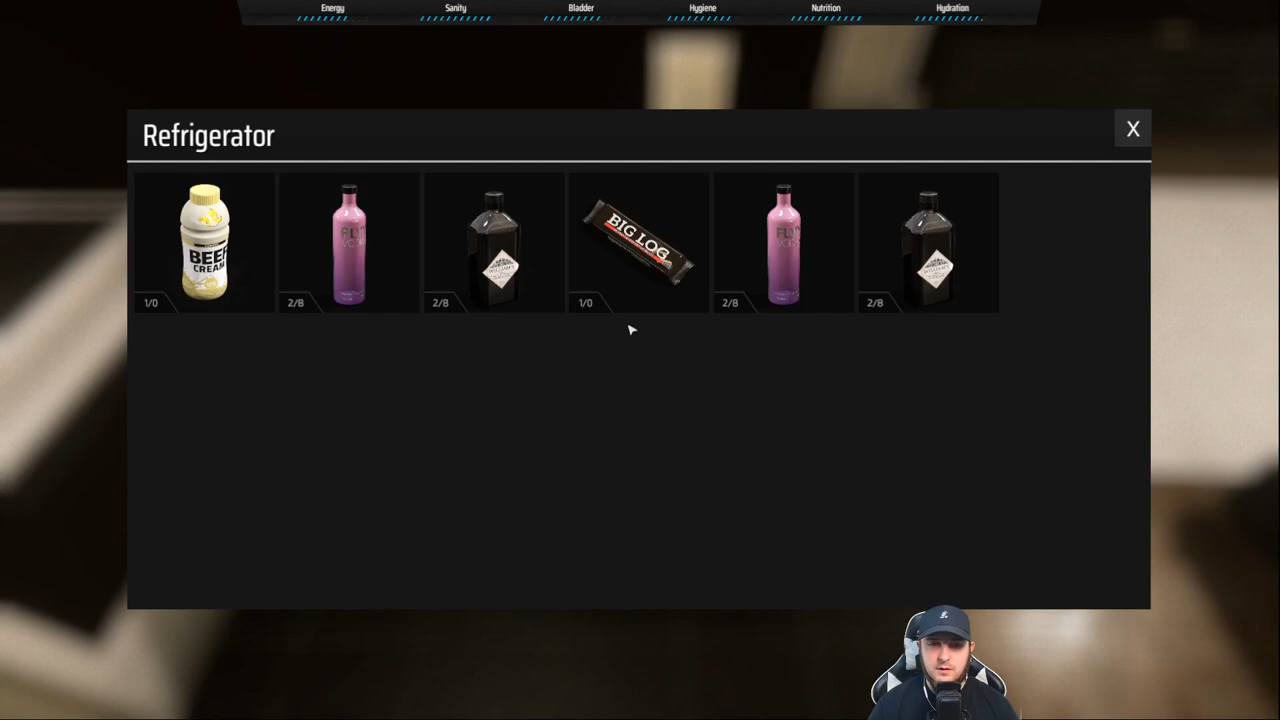 Energy Sanity Bladder Hygiene Nutrition Hydration
Refrigerator X
BEEF
CREAM
BIG LOG
1/0 2/8 2/8 1/0 2/8 2/8